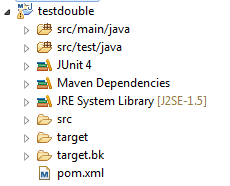 testdouble
src/main/java
src/test/java
JUnit 4
Maven Dependencies
JRE System Library [J2SE-1.5]
src
target
target.bk
pom.xml